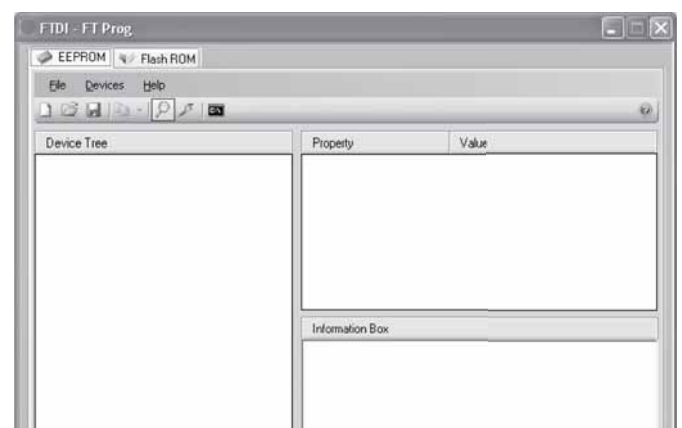 FTDI - FT Prog
EEPROM Flash ROM
File Devices Help
Device Tree
Property Value
Information Box